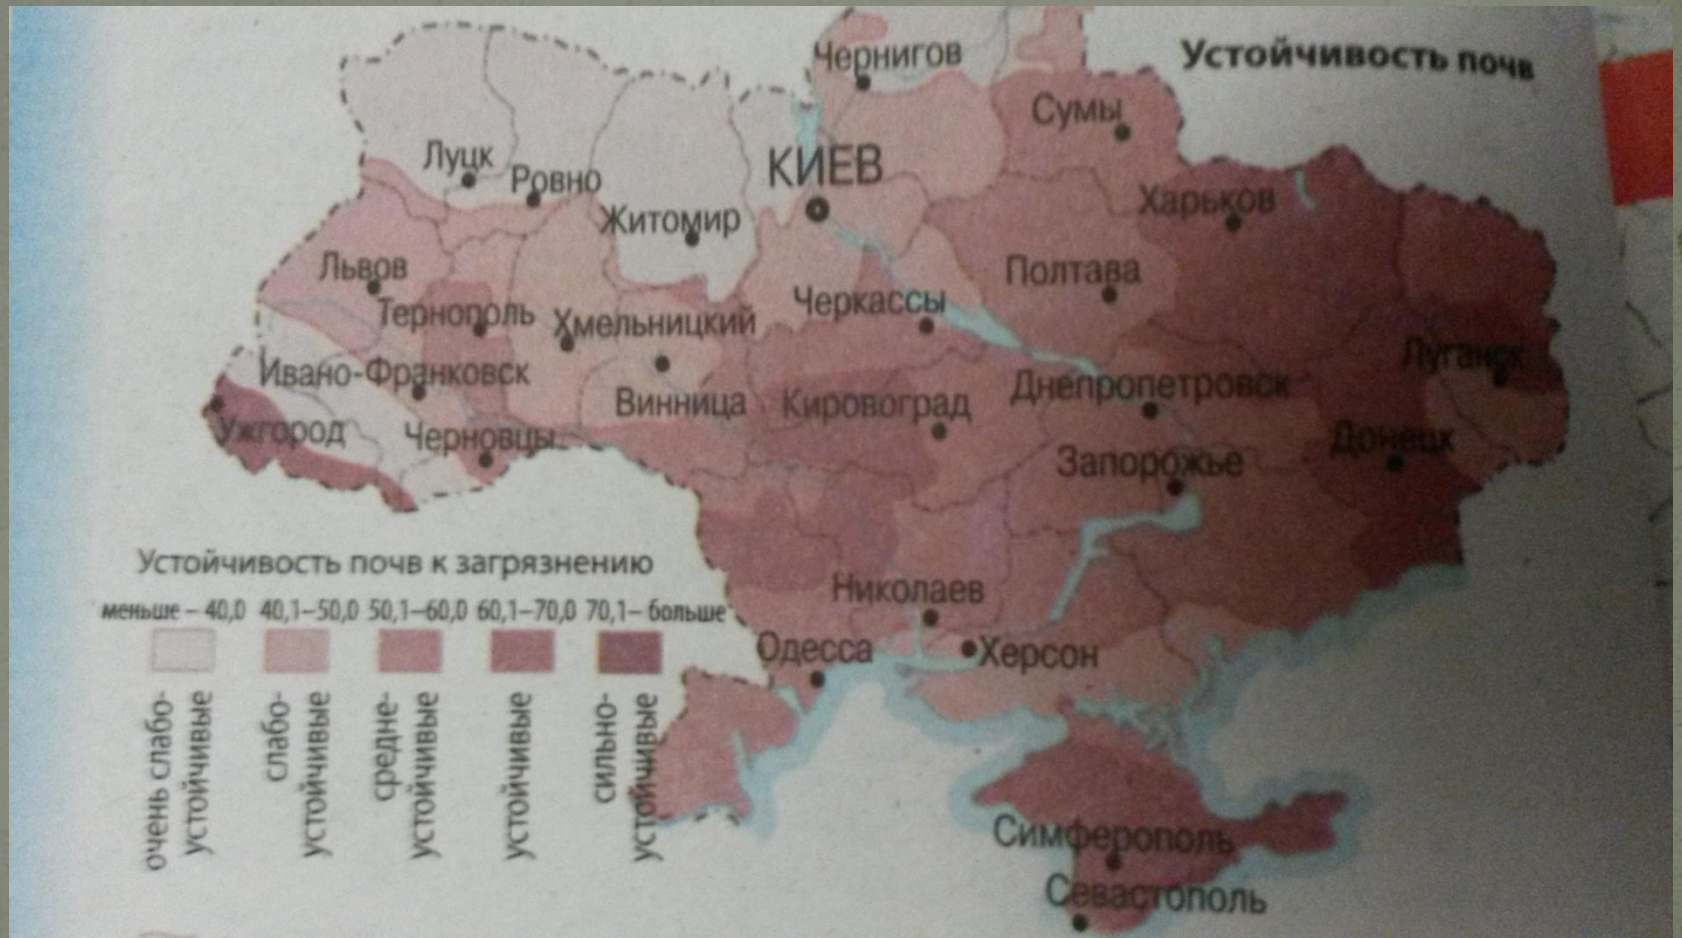 Устойчивость почв
Чернигов
Сумы
Луцк
Ровно
КИЕВ
Житомир
Харьков
Львов
Полтава
Тернополь
Хмельницкий
Черкассы
Луганск
Ивано-Франковск
Винница
Кировоград
Днепропетровск
Ужгород
Черновцы
Донецк
Запорожье
Николаев
Одесса
Херсон
Симферополь
Севастополь
Устойчивость почв к загрязнению
меньше – 40,0 40,1–50,0 50,1–60,0 60,1–70,0 70,1– больше
очень слабо-
устойчивые
слабо-
устойчивые
средне-
устойчивые
устойчивые
сильно-
устойчивые